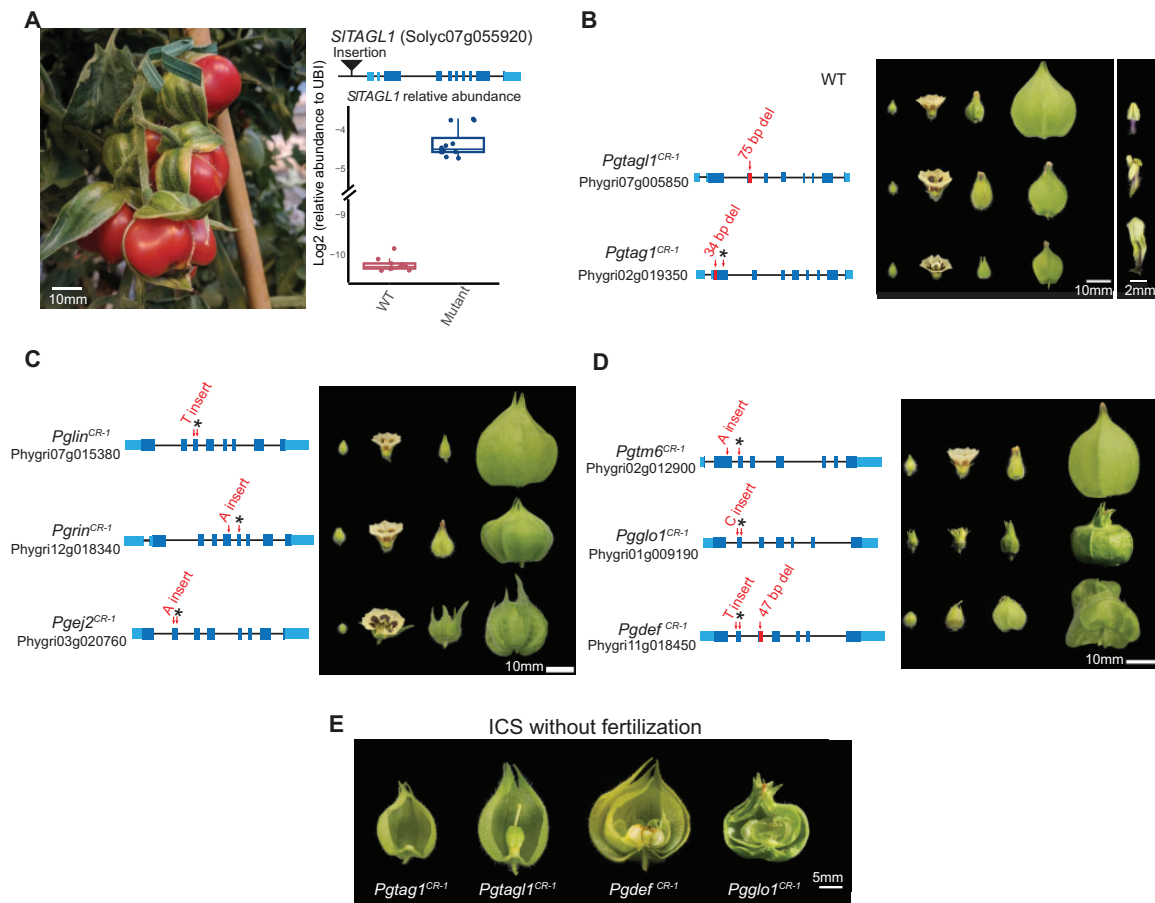 A
SlTAGL1 (Solyc07g055920)
Insertion
SlTAGL1 relative abundance
Log2 (relative abundance to UBI)
−4
−5
−9
−10
WT
Mutant
10mm
B
WT
75 bp del
Pgtagl1CR-1
Phygri07g005850
34 bp del
*
Pgtag1CR-1
Phygri02g019350
10mm
2mm
C
T insert
*
PglinCR-1
Phygri07g015380
A insert
*
PgrinCR-1
Phygri12g018340
A insert
*
Pgej2CR-1
Phygri03g020760
10mm
D
A insert
*
Pgtm6CR-1
Phygri02g012900
C insert
*
Pgglo1CR-1
Phygri01g009190
T insert
*
47 bp del
Pgdef CR-1
Phygri11g018450
10mm
E
ICS without fertilization
Pgtag1CR-1
Pgtagl1CR-1
Pgdef CR-1
Pgglo1CR-1
5mm